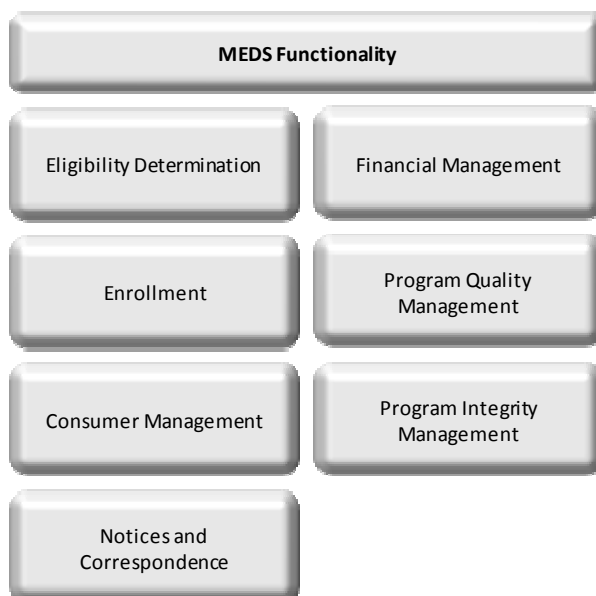 MEDS Functionality
Eligibility Determination
Financial Management
Enrollment
Program Quality
Management
Consumer Management
Program Integrity
Management
Notices and
Correspondence